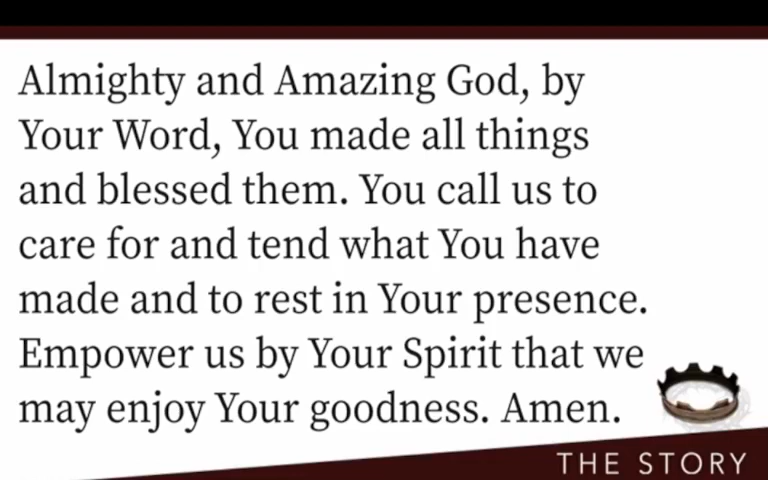 Almighty and Amazing God, by
Your Word, You made all things
and blessed them. You call us to
care for and tend what You have
made and to rest in Your presence.
Empower us by Your Spirit that we
may enjoy Your goodness. Amen.
THE STORY